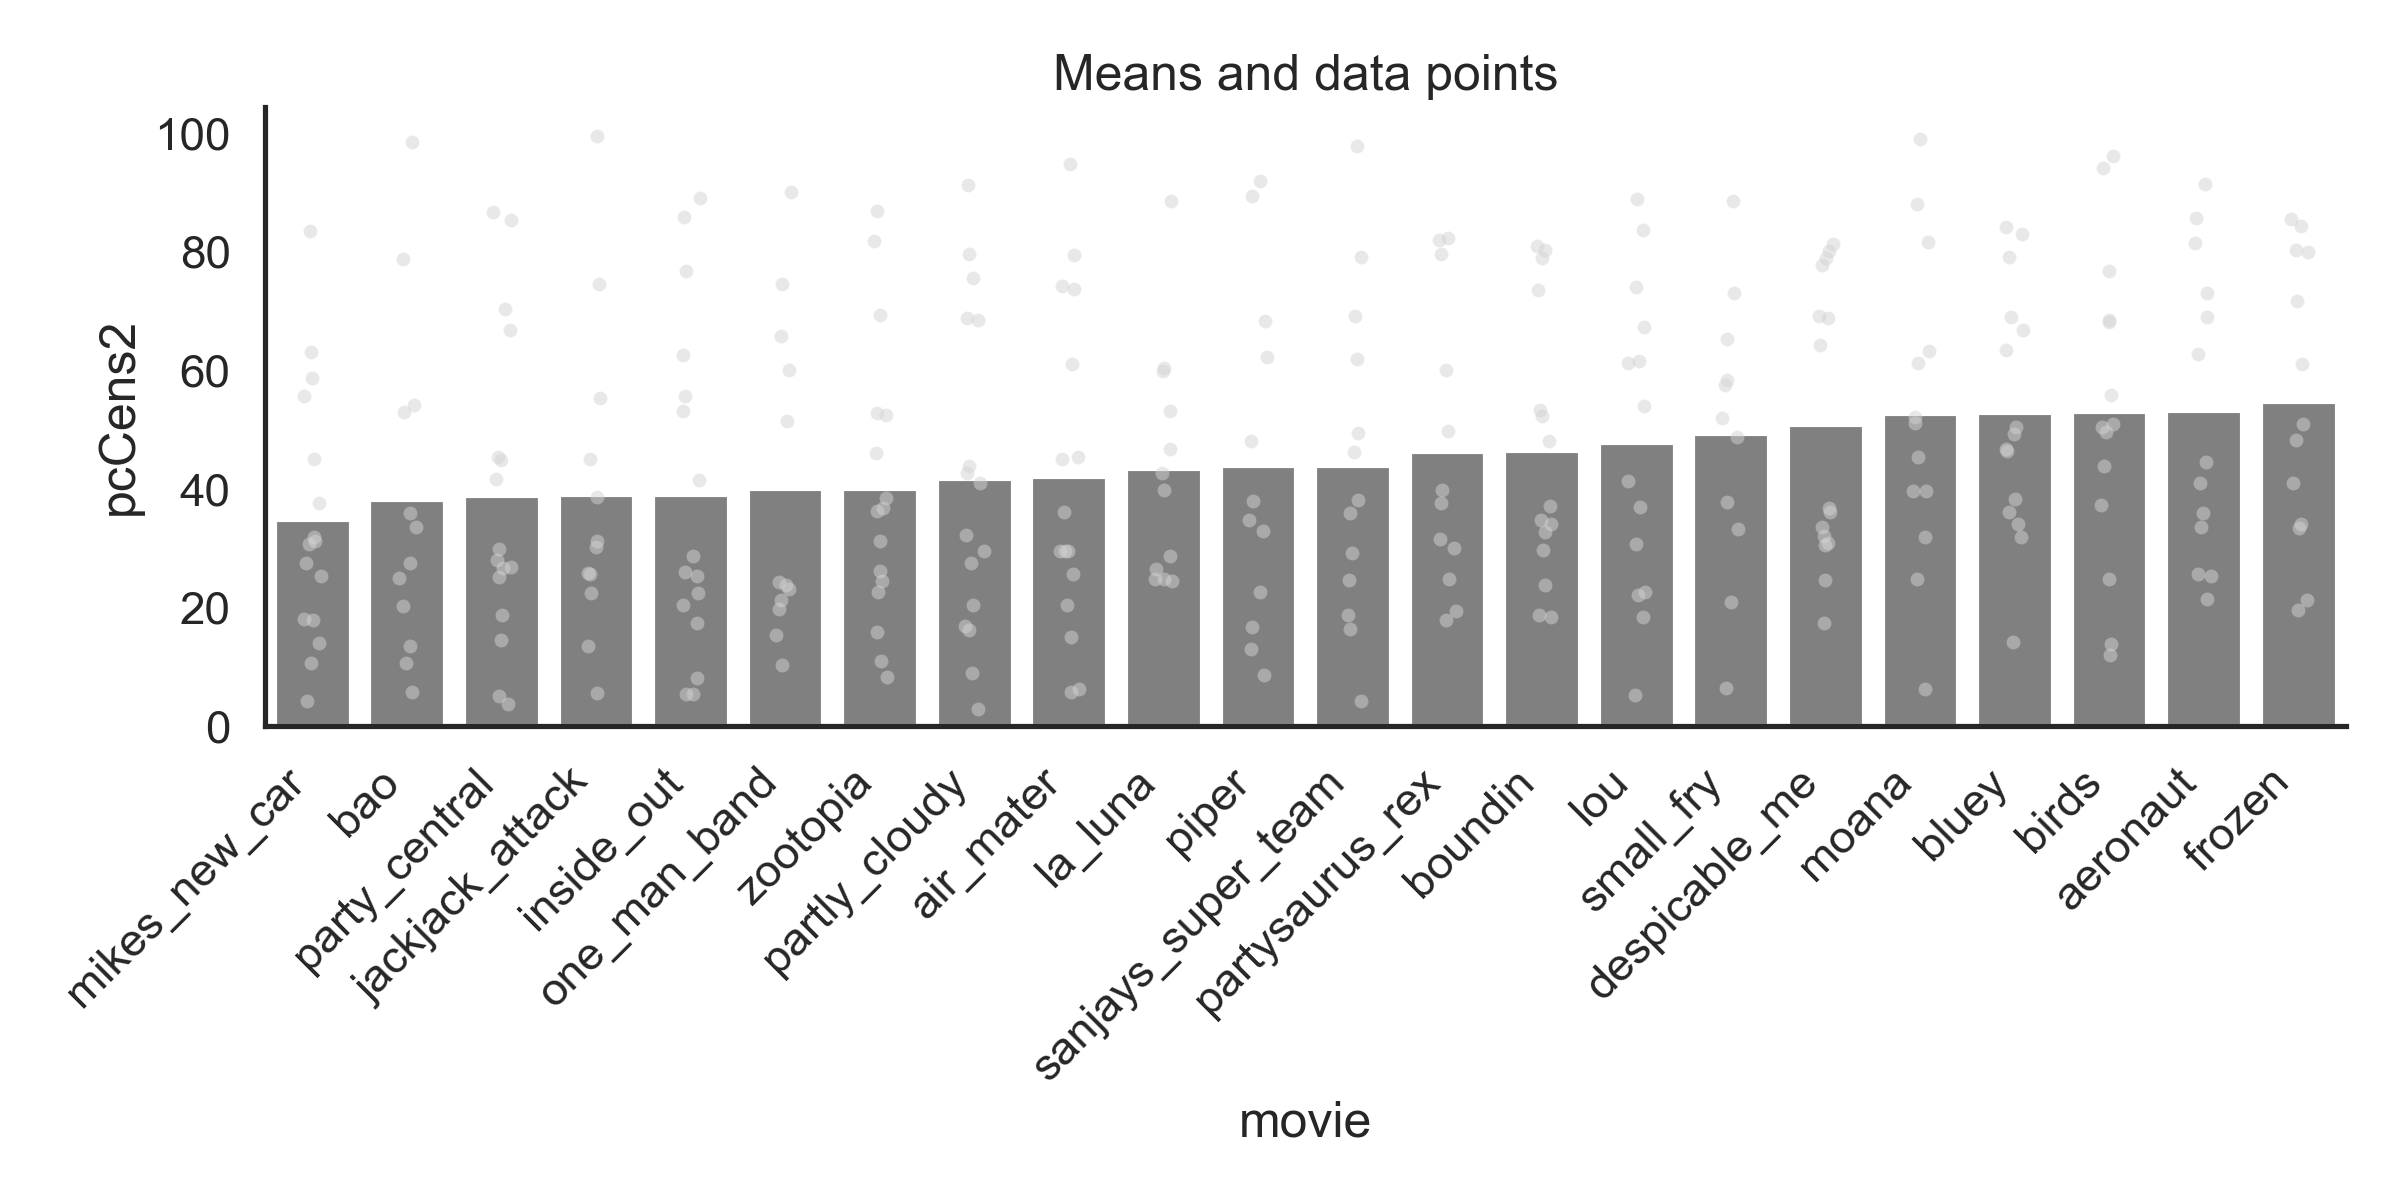 Means and data points
pcCens2
100
80
60
40
20
0
mikes_new_car
bao
party_central
jackjack_attack
inside_out
one_man_band
zootopia
partly_cloudy
air_mater
la_luna
piper
sanjays_super_team
partysaurus_rex
boundin
lou
small_fry
despicable_me
moana
bluey
birds
aeronaut
frozen
movie